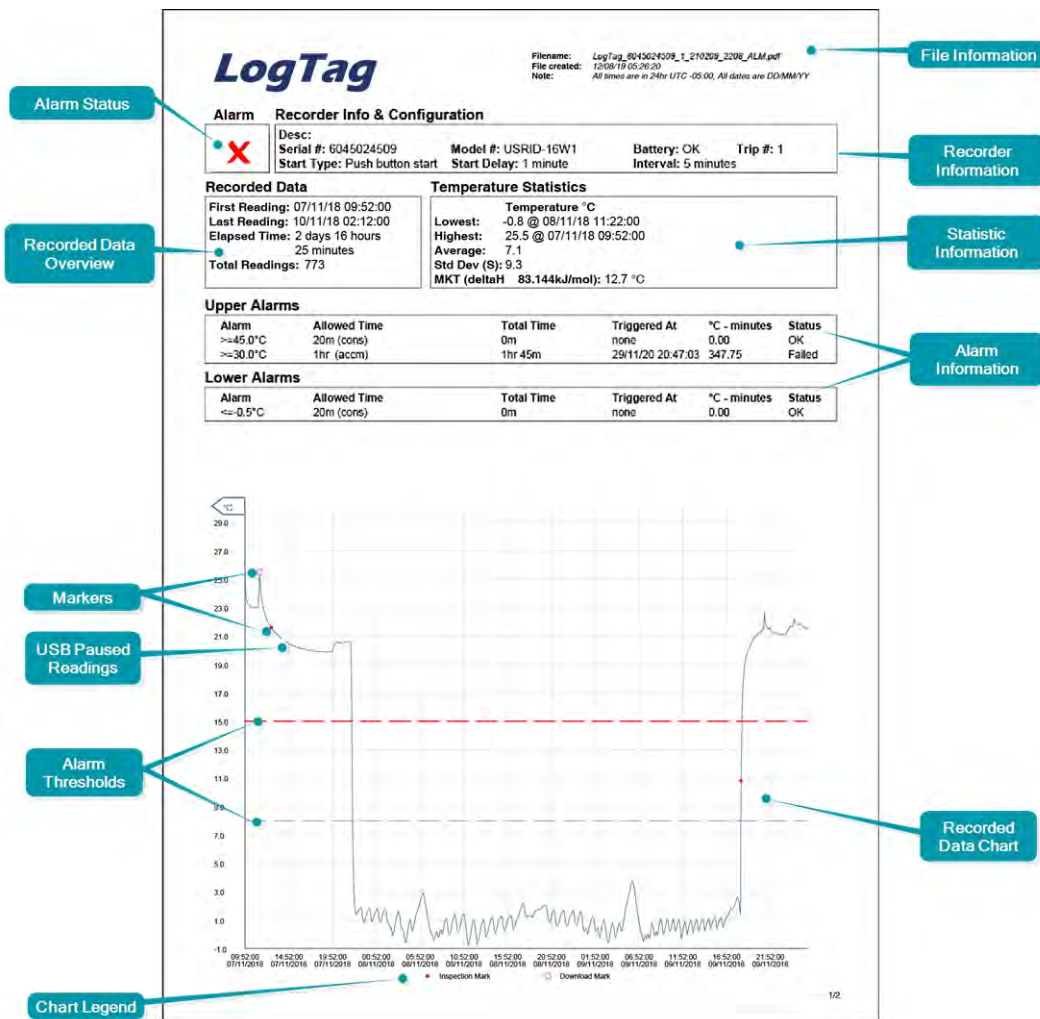 LogTag
Filename: LogTag_6045024509_1_210209_2208_ALM.pdf
File created: 12/08/19 05:26:20
Note: All times are in 24hr UTC -05:00, All dates are DD/MM/YY
File Information
Alarm Status
Alarm
Recorder Info & Configuration
X
Desc:
Serial #: 6045024509 Model #: USRID-16W1 Battery: OK Trip #: 1
Start Type: Push button start Start Delay: 1 minute Interval: 5 minutes
Recorder
Information
Recorded Data
First Reading: 07/11/18 09:52:00
Last Reading: 10/11/18 02:12:00
Elapsed Time: 2 days 16 hours
25 minutes
Total Readings: 773
Recorded Data
Overview
Temperature Statistics
Temperature °C
Lowest: -0.8 @ 08/11/18 11:22:00
Highest: 25.5 @ 07/11/18 09:52:00
Average: 7.1
Std Dev (S): 9.3
MKT (deltaH 83.144kJ/mol): 12.7 °C
Statistic
Information
Upper Alarms
Alarm Allowed Time Total Time Triggered At °C - minutes Status
>=45.0°C 20m (cons) 0m none 0.00 OK
>=30.0°C 1hr (accm) 1hr 45m 29/11/20 20:47:03 347.75 Failed
Alarm
Information
Lower Alarms
Alarm Allowed Time Total Time Triggered At °C - minutes Status
<=-0.5°C 20m (cons) 0m none 0.00 OK
°C
29.0
27.0
25.0
23.0
21.0
19.0
17.0
15.0
13.0
11.0
9.0
7.0
5.0
3.0
1.0
-1.0
Markers
USB Paused
Readings
Alarm
Thresholds
Recorded
Data Chart
09:52:00 14:52:00 19:52:00 00:52:00 05:52:00 10:52:00 15:52:00 20:52:00 01:52:00 06:52:00 11:52:00 16:52:00 21:52:00
07/11/2018 07/11/2018 07/11/2018 08/11/2018 08/11/2018 08/11/2018 08/11/2018 08/11/2018 09/11/2018 09/11/2018 09/11/2018 09/11/2018 09/11/2018
Inspection Mark Download Mark
Chart Legend
1/2